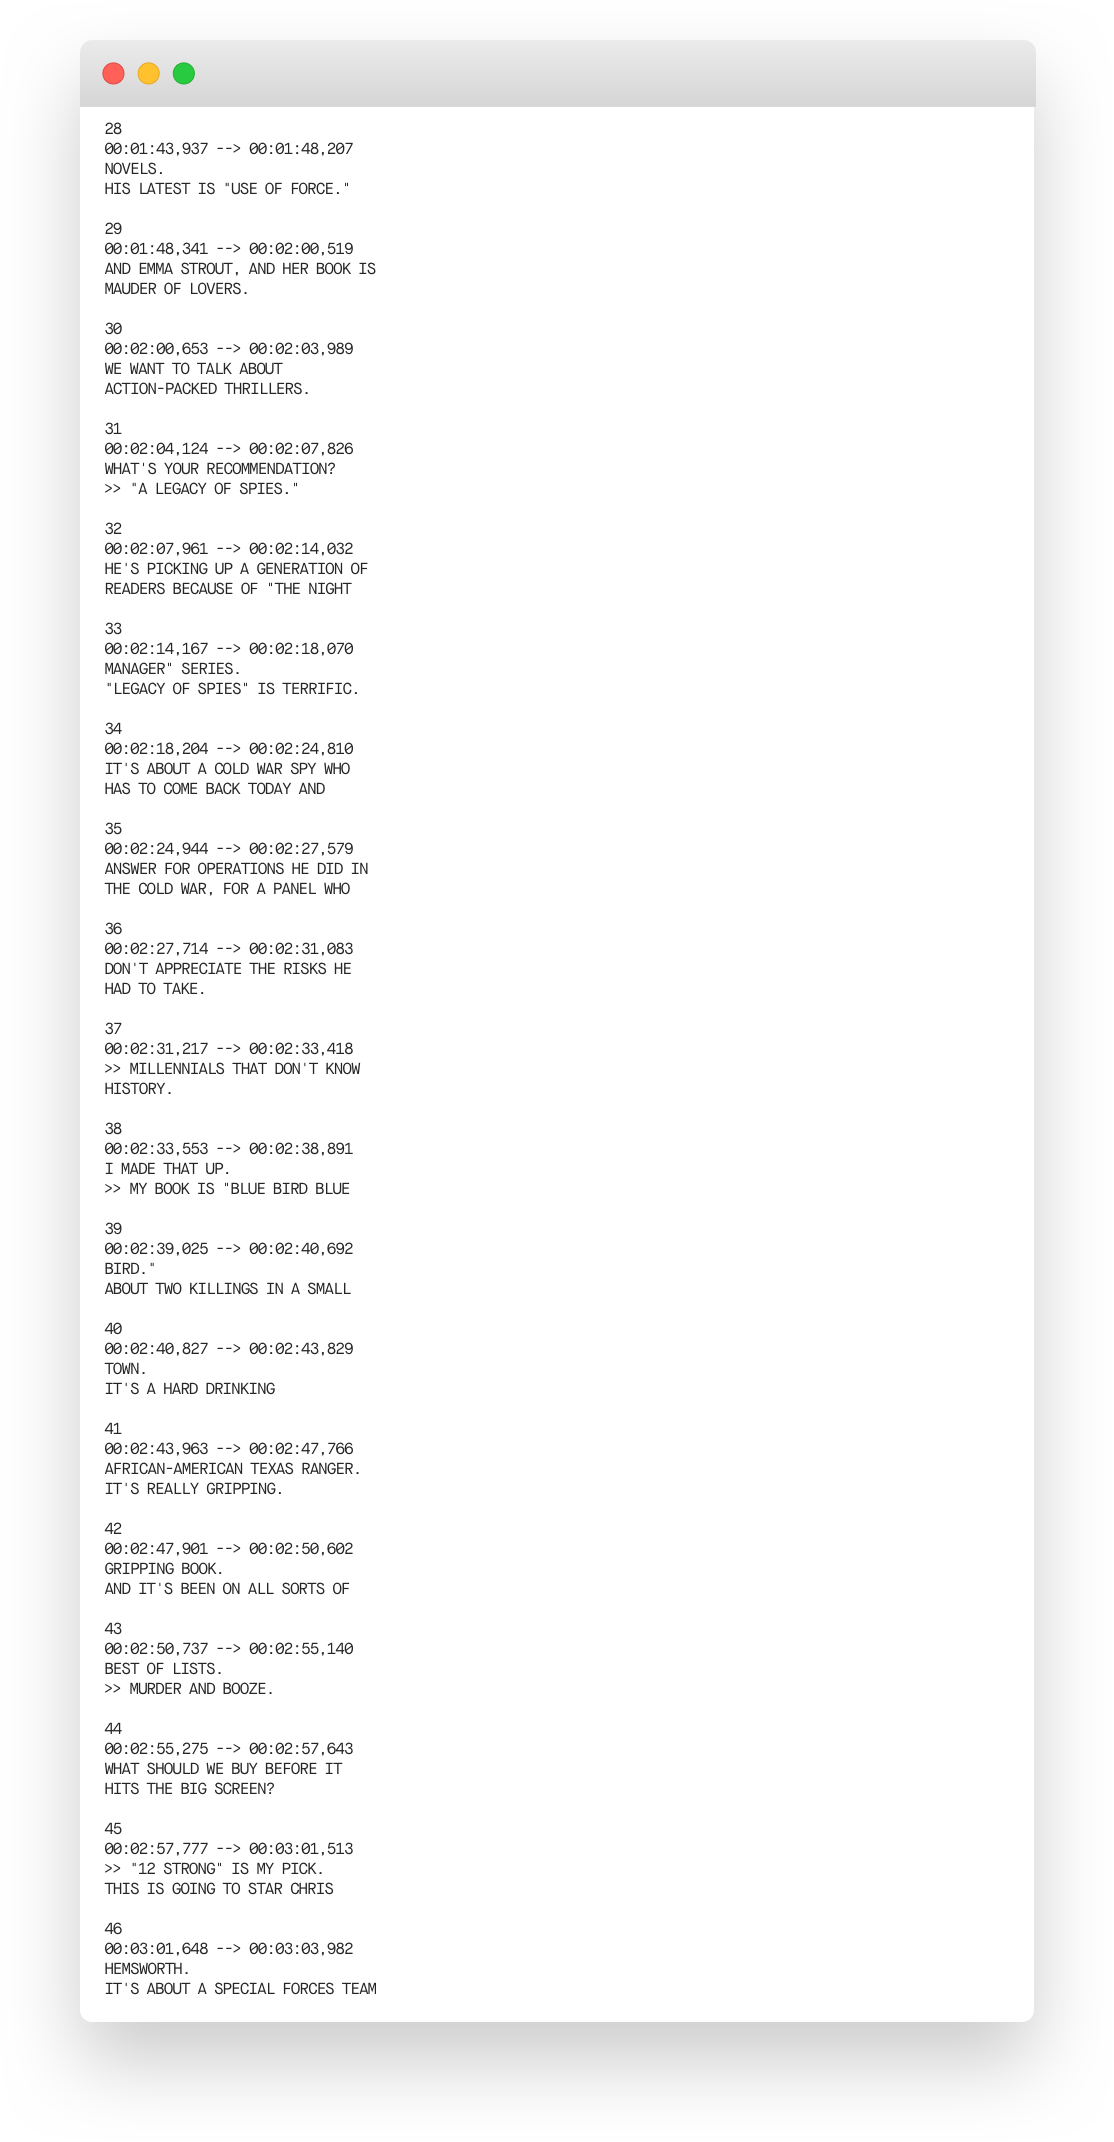 28
00:01:43,937 --> 00:01:48,207
NOVELS.
HIS LATEST IS "USE OF FORCE."

29
00:01:48,341 --> 00:02:00,519
AND EMMA STROUT, AND HER BOOK IS
MAUDER OF LOVERS.

30
00:02:00,653 --> 00:02:03,989
WE WANT TO TALK ABOUT
ACTION-PACKED THRILLERS.

31
00:02:04,124 --> 00:02:07,826
WHAT'S YOUR RECOMMENDATION?
>> "A LEGACY OF SPIES."

32
00:02:07,961 --> 00:02:14,032
HE'S PICKING UP A GENERATION OF
READERS BECAUSE OF "THE NIGHT

33
00:02:14,167 --> 00:02:18,070
MANAGER" SERIES.
"LEGACY OF SPIES" IS TERRIFIC.

34
00:02:18,204 --> 00:02:24,810
IT'S ABOUT A COLD WAR SPY WHO
HAS TO COME BACK TODAY AND

35
00:02:24,944 --> 00:02:27,579
ANSWER FOR OPERATIONS HE DID IN
THE COLD WAR, FOR A PANEL WHO

36
00:02:27,714 --> 00:02:31,083
DON'T APPRECIATE THE RISKS HE
HAD TO TAKE.

37
00:02:31,217 --> 00:02:33,418
>> MILLENNIALS THAT DON'T KNOW
HISTORY.

38
00:02:33,553 --> 00:02:38,891
I MADE THAT UP.
>> MY BOOK IS "BLUE BIRD BLUE

39
00:02:39,025 --> 00:02:40,692
BIRD."
ABOUT TWO KILLINGS IN A SMALL

40
00:02:40,827 --> 00:02:43,829
TOWN.
IT'S A HARD DRINKING

41
00:02:43,963 --> 00:02:47,766
AFRICAN-AMERICAN TEXAS RANGER.
IT'S REALLY GRIPPING.

42
00:02:47,901 --> 00:02:50,602
GRIPPING BOOK.
AND IT'S BEEN ON ALL SORTS OF

43
00:02:50,737 --> 00:02:55,140
BEST OF LISTS.
>> MURDER AND BOOZE.

44
00:02:55,275 --> 00:02:57,643
WHAT SHOULD WE BUY BEFORE IT
HITS THE BIG SCREEN?

45
00:02:57,777 --> 00:03:01,513
>> "12 STRONG" IS MY PICK.
THIS IS GOING TO STAR CHRIS

46
00:03:01,648 --> 00:03:03,982
HEMSWORTH.
IT'S ABOUT A SPECIAL FORCES TEAM